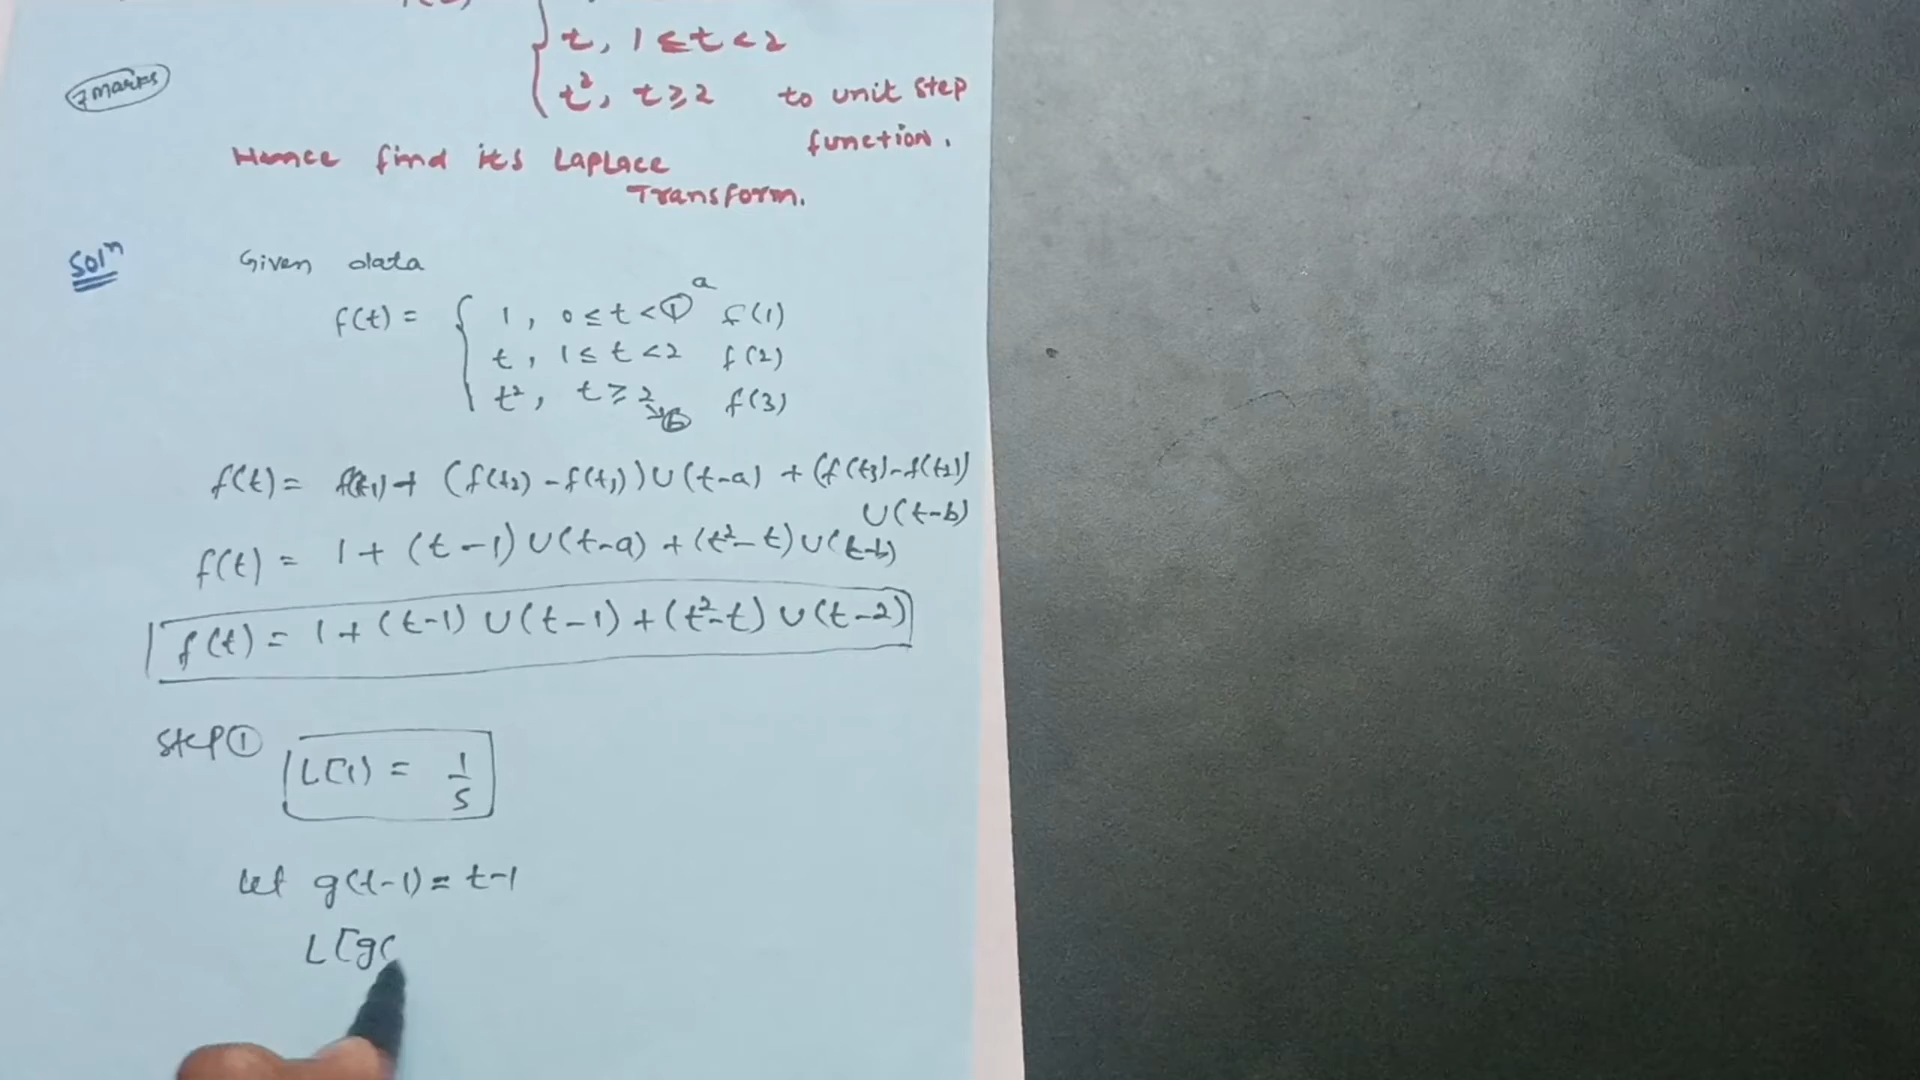 t, 1 ≤ t < 2
7 marks
t², t ≥ 2 to unit step
function.
Hence find its Laplace
Transform.
Solⁿ Given data
a
f(t) = { 1, 0 ≤ t < 1 f(1)
t, 1 ≤ t < 2 f(2)
t², t ≥ 2 f(3)
b
f(t) = f(t₁) + (f(t₂) - f(t₁)) U(t-a) + (f(t₃) - f(t₂))
U(t-b)
f(t) = 1 + (t-1) U(t-a) + (t²-t) U(t-b)
f(t) = 1 + (t-1) U(t-1) + (t²-t) U(t-2)
Step ①
L[1) = 1/s
Let g(t-1) = t-1
L[g(